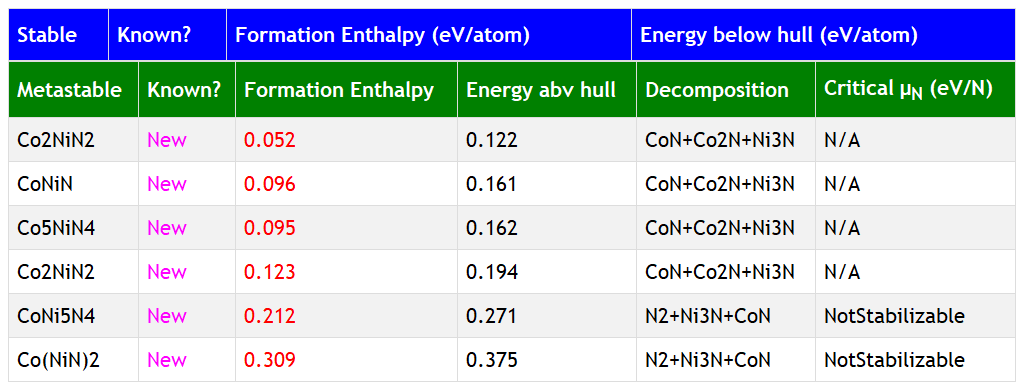 Stable Known? Formation Enthalpy (eV/atom) Energy below hull (eV/atom)
Metastable Known? Formation Enthalpy Energy abv hull Decomposition Critical μN (eV/N)
Co2NiN2 New 0.052 0.122 CoN+Co2N+Ni3N N/A
CoNiN New 0.096 0.161 CoN+Co2N+Ni3N N/A
Co5NiN4 New 0.095 0.162 CoN+Co2N+Ni3N N/A
Co2NiN2 New 0.123 0.194 CoN+Co2N+Ni3N N/A
CoNi5N4 New 0.212 0.271 N2+Ni3N+CoN NotStabilizable
Co(NiN)2 New 0.309 0.375 N2+Ni3N+CoN NotStabilizable